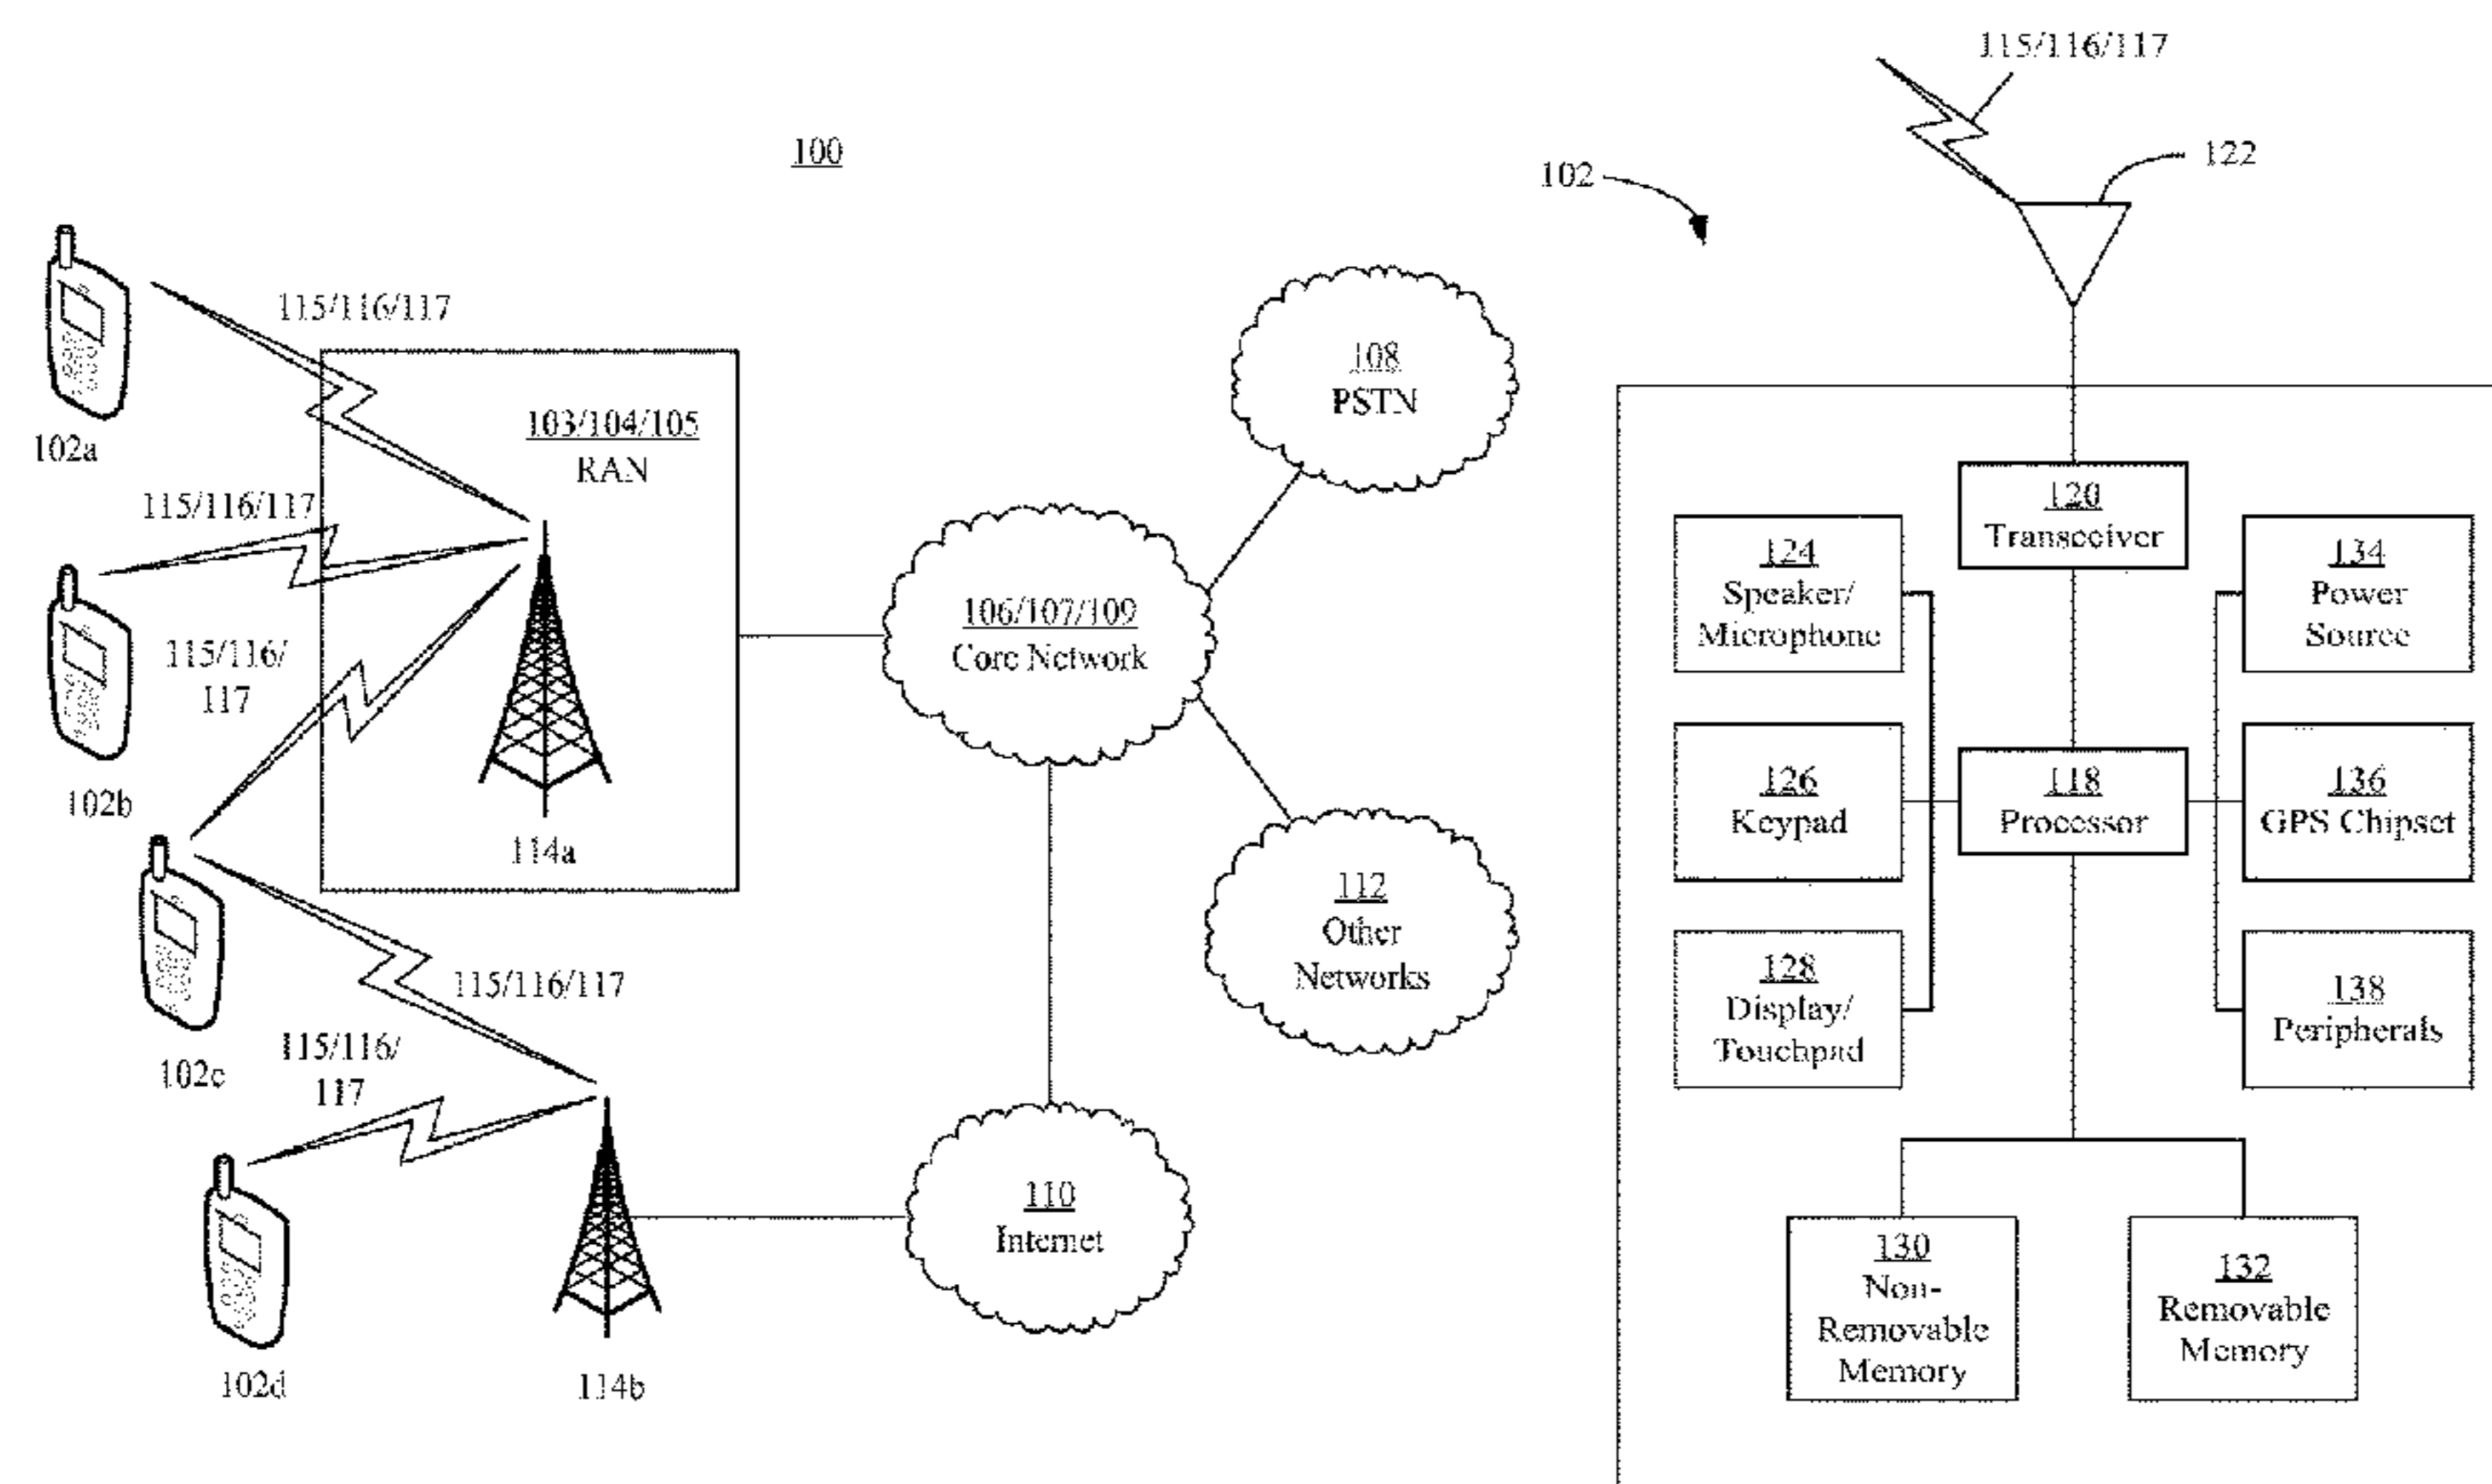 100
102a
115/116/117
103/104/105
RAN
115/116/117
102b
115/116/
117
114a
102c
115/116/117
115/116/
117
102d
114b
106/107/109
Core Network
108
PSTN
112
Other
Networks
110
Internet
102
115/116/117
122
120
Transceiver
124
Speaker/
Microphone
134
Power
Source
126
Keypad
118
Processor
136
GPS Chipset
128
Display/
Touchpad
138
Peripherals
130
Non-
Removable
Memory
132
Removable
Memory